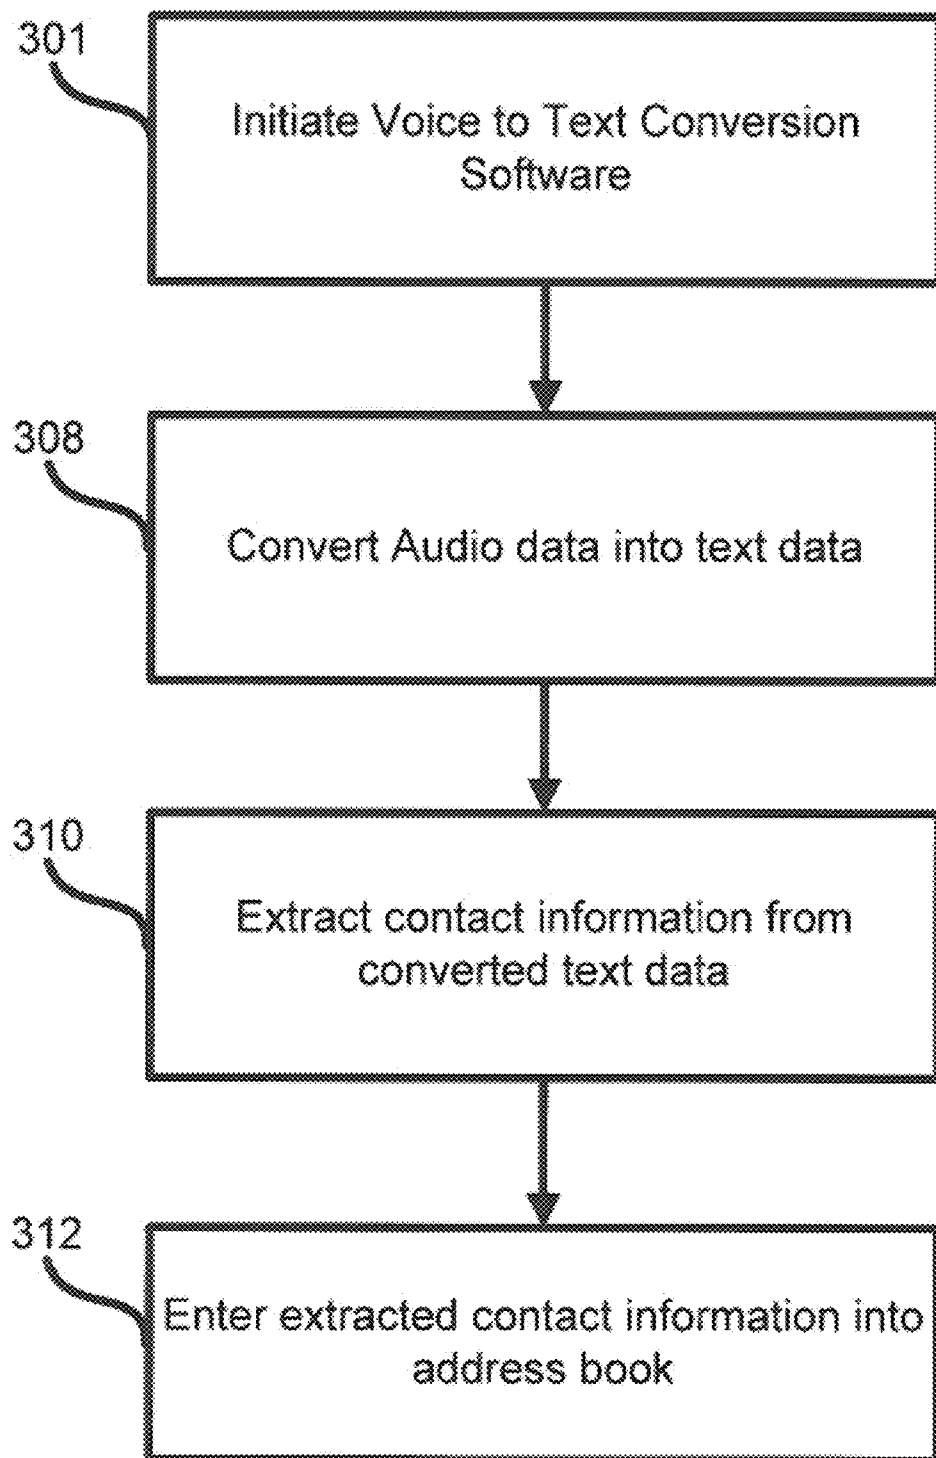 301
Initiate Voice to Text Conversion
Software
308
Convert Audio data into text data
310
Extract contact information from
converted text data
312
Enter extracted contact information into
address book